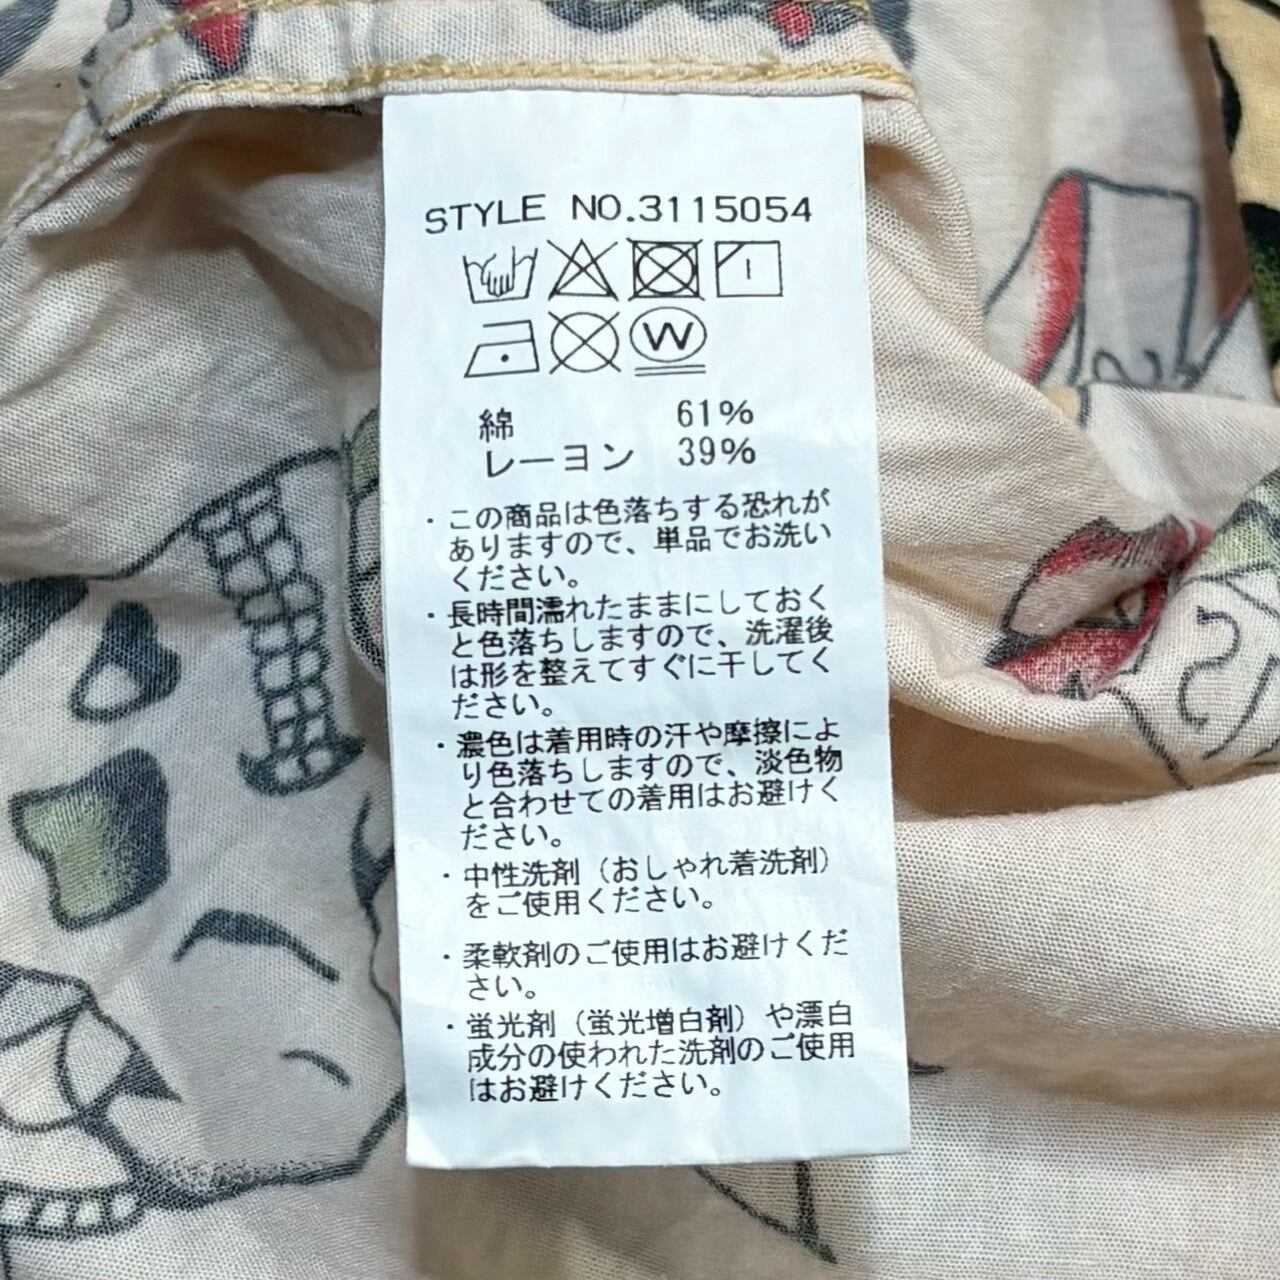 STYLE NO.3115054
W
綿 61%
レーヨン 39%
・この商品は色落ちする恐れが
ありますので、単品でお洗い
ください。
・長時間濡れたままにしておく
と色落ちしますので、洗濯後
は形を整えてすぐに干してく
ださい。
・濃色は着用時の汗や摩擦によ
り色落ちしますので、淡色物
と合わせての着用はお避けく
ださい。
・中性洗剤（おしゃれ着洗剤）
をご使用ください。
・柔軟剤のご使用はお避けくだ
さい。
・蛍光剤（蛍光増白剤）や漂白
成分の使われた洗剤のご使用
はお避けください。